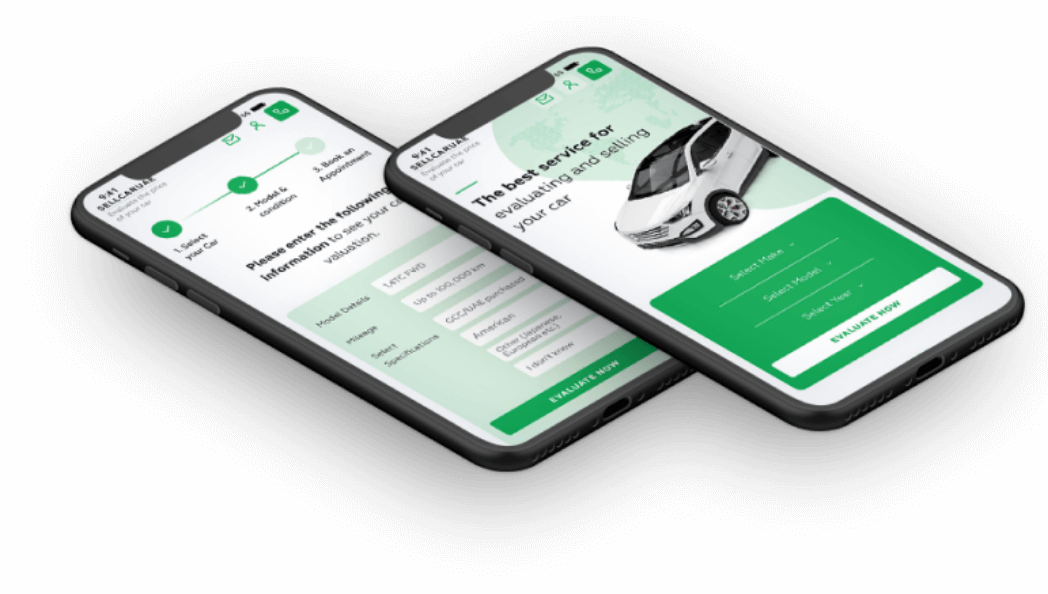 9:41
SELLCARUAE
Evaluate the price
of your car
1. Select
your Car
2. Model &
condition
3. Book an
Appointment
Please enter the following
information to see your
valuation.
Model Details
1.4TC FWD
Mileage
Up to 100,000 km
Select
Specifications
GCC/UAE purchased
American
Other (Japanese,
European etc.)
I don't know
EVALUATE NOW
9:41
SELLCARUAE
Evaluate the price
of your car
The best service for
evaluating and selling
your car
Select Make
Select Model
Select Year
EVALUATE NOW